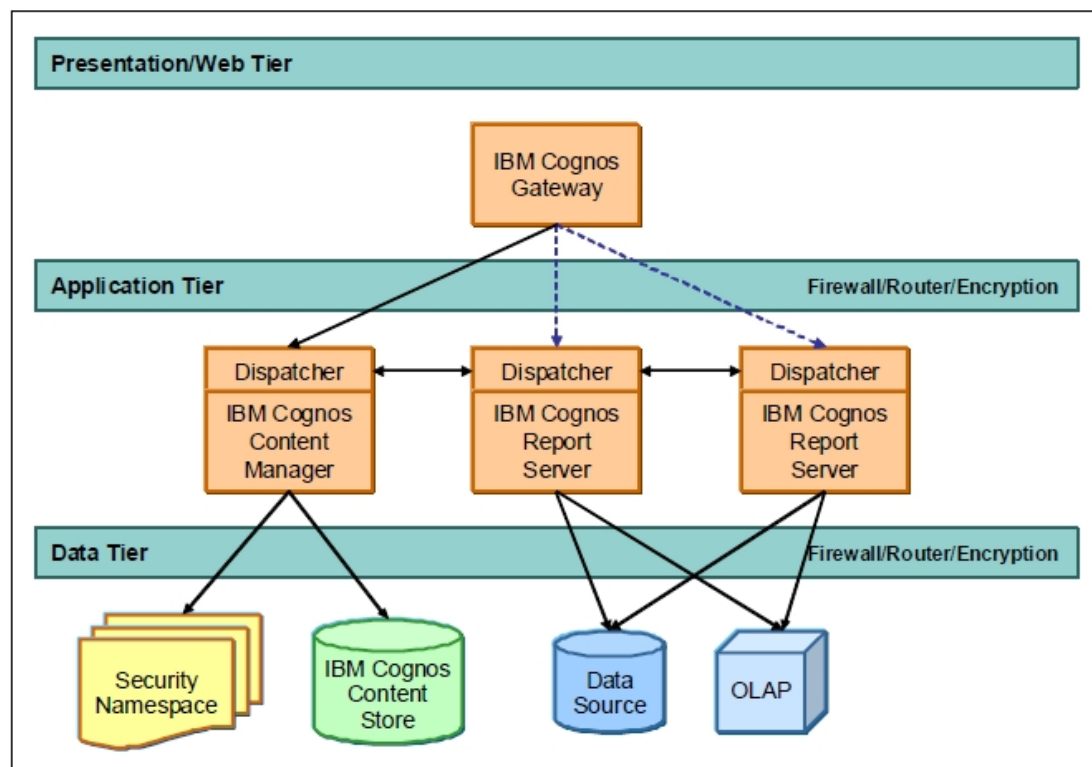 Presentation/Web Tier
IBM Cognos
Gateway
Application Tier
Firewall/Router/Encryption
Dispatcher
IBM Cognos
Content
Manager
Dispatcher
IBM Cognos
Report
Server
Dispatcher
IBM Cognos
Report
Server
Data Tier
Firewall/Router/Encryption
Security
Namespace
IBM Cognos
Content
Store
Data
Source
OLAP